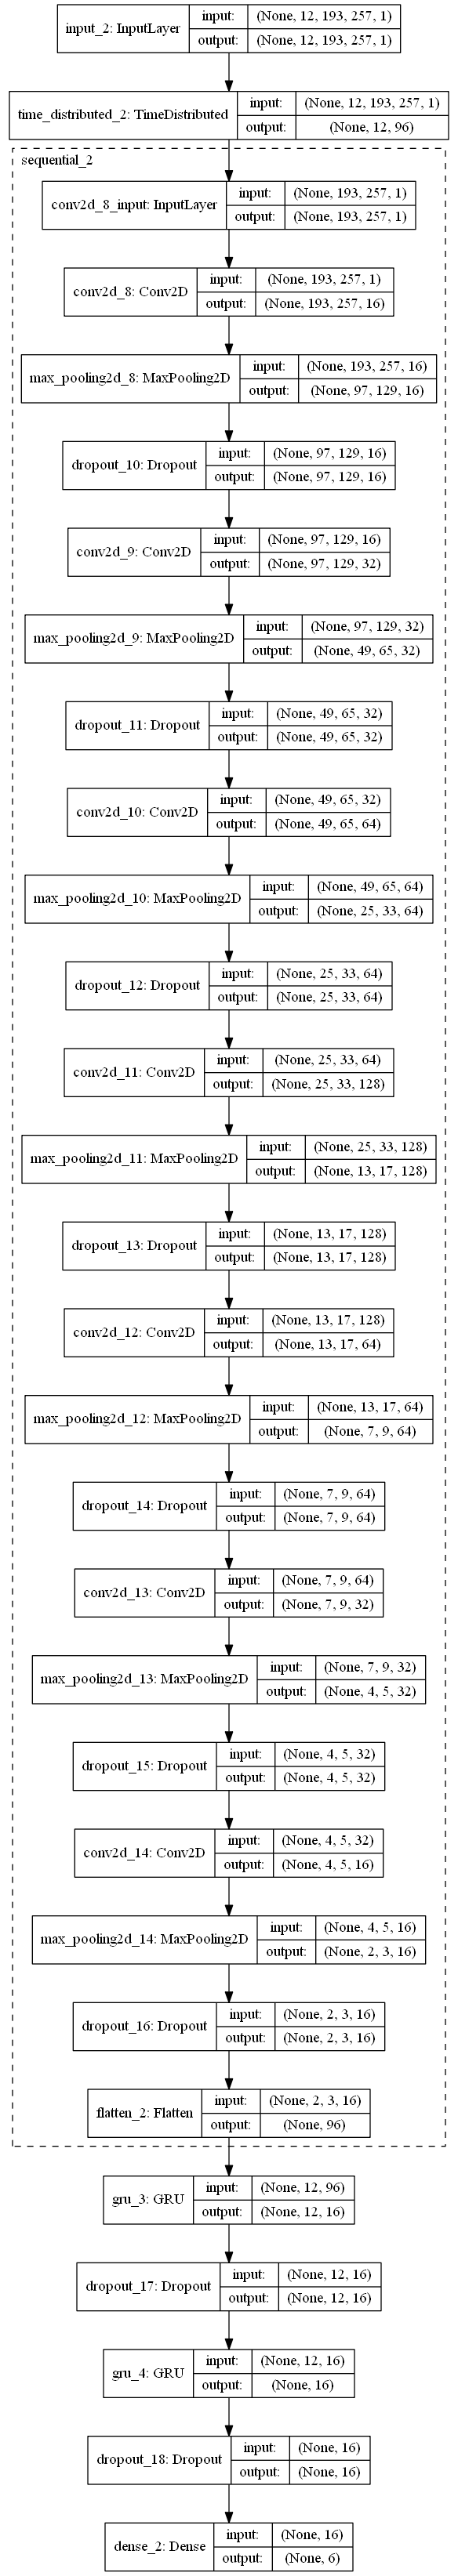 input_2: InputLayer
input: (None, 12, 193, 257, 1)
output: (None, 12, 193, 257, 1)
time_distributed_2: TimeDistributed
input: (None, 12, 193, 257, 1)
output: (None, 12, 96)
sequential_2
conv2d_8_input: InputLayer
input: (None, 193, 257, 1)
output: (None, 193, 257, 1)
conv2d_8: Conv2D
input: (None, 193, 257, 1)
output: (None, 193, 257, 16)
max_pooling2d_8: MaxPooling2D
input: (None, 193, 257, 16)
output: (None, 97, 129, 16)
dropout_10: Dropout
input: (None, 97, 129, 16)
output: (None, 97, 129, 16)
conv2d_9: Conv2D
input: (None, 97, 129, 16)
output: (None, 97, 129, 32)
max_pooling2d_9: MaxPooling2D
input: (None, 97, 129, 32)
output: (None, 49, 65, 32)
dropout_11: Dropout
input: (None, 49, 65, 32)
output: (None, 49, 65, 32)
conv2d_10: Conv2D
input: (None, 49, 65, 32)
output: (None, 49, 65, 64)
max_pooling2d_10: MaxPooling2D
input: (None, 49, 65, 64)
output: (None, 25, 33, 64)
dropout_12: Dropout
input: (None, 25, 33, 64)
output: (None, 25, 33, 64)
conv2d_11: Conv2D
input: (None, 25, 33, 64)
output: (None, 25, 33, 128)
max_pooling2d_11: MaxPooling2D
input: (None, 25, 33, 128)
output: (None, 13, 17, 128)
dropout_13: Dropout
input: (None, 13, 17, 128)
output: (None, 13, 17, 128)
conv2d_12: Conv2D
input: (None, 13, 17, 128)
output: (None, 13, 17, 64)
max_pooling2d_12: MaxPooling2D
input: (None, 13, 17, 64)
output: (None, 7, 9, 64)
dropout_14: Dropout
input: (None, 7, 9, 64)
output: (None, 7, 9, 64)
conv2d_13: Conv2D
input: (None, 7, 9, 64)
output: (None, 7, 9, 32)
max_pooling2d_13: MaxPooling2D
input: (None, 7, 9, 32)
output: (None, 4, 5, 32)
dropout_15: Dropout
input: (None, 4, 5, 32)
output: (None, 4, 5, 32)
conv2d_14: Conv2D
input: (None, 4, 5, 32)
output: (None, 4, 5, 16)
max_pooling2d_14: MaxPooling2D
input: (None, 4, 5, 16)
output: (None, 2, 3, 16)
dropout_16: Dropout
input: (None, 2, 3, 16)
output: (None, 2, 3, 16)
flatten_2: Flatten
input: (None, 2, 3, 16)
output: (None, 96)
gru_3: GRU
input: (None, 12, 96)
output: (None, 12, 16)
dropout_17: Dropout
input: (None, 12, 16)
output: (None, 12, 16)
gru_4: GRU
input: (None, 12, 16)
output: (None, 16)
dropout_18: Dropout
input: (None, 16)
output: (None, 16)
dense_2: Dense
input: (None, 16)
output: (None, 6)